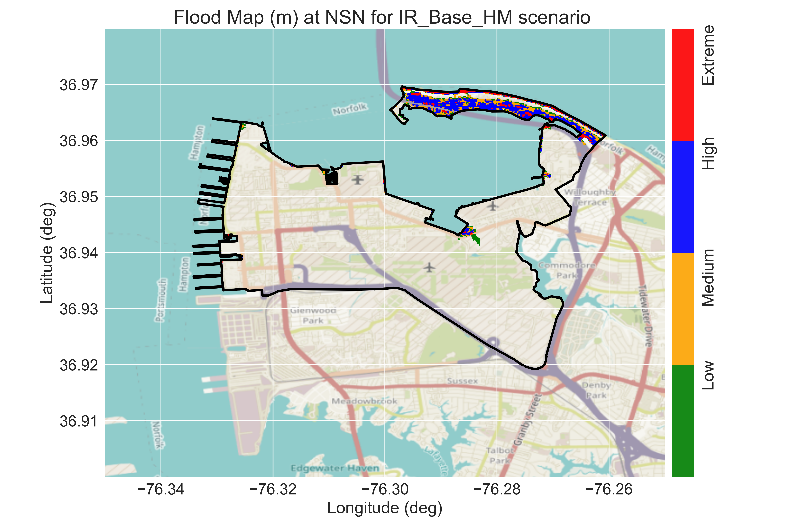 Flood Map (m) at NSN for IR_Base_HM scenario
36.97
36.96
36.95
36.94
36.93
36.92
36.91
Latitude (deg)
−76.34
−76.32
−76.30
−76.28
−76.26
Longitude (deg)
Extreme
High
Medium
Low
Norfolk
Hampton
Hampton
Portsmouth
Norfolk
Willoughby
Terrace
Commodore
Park
Glenwood
Park
Tidewater Drive
Sussex
Meadowbrook
Denby
Park
Granby Street
Talbot
Park
Edgewater Haven